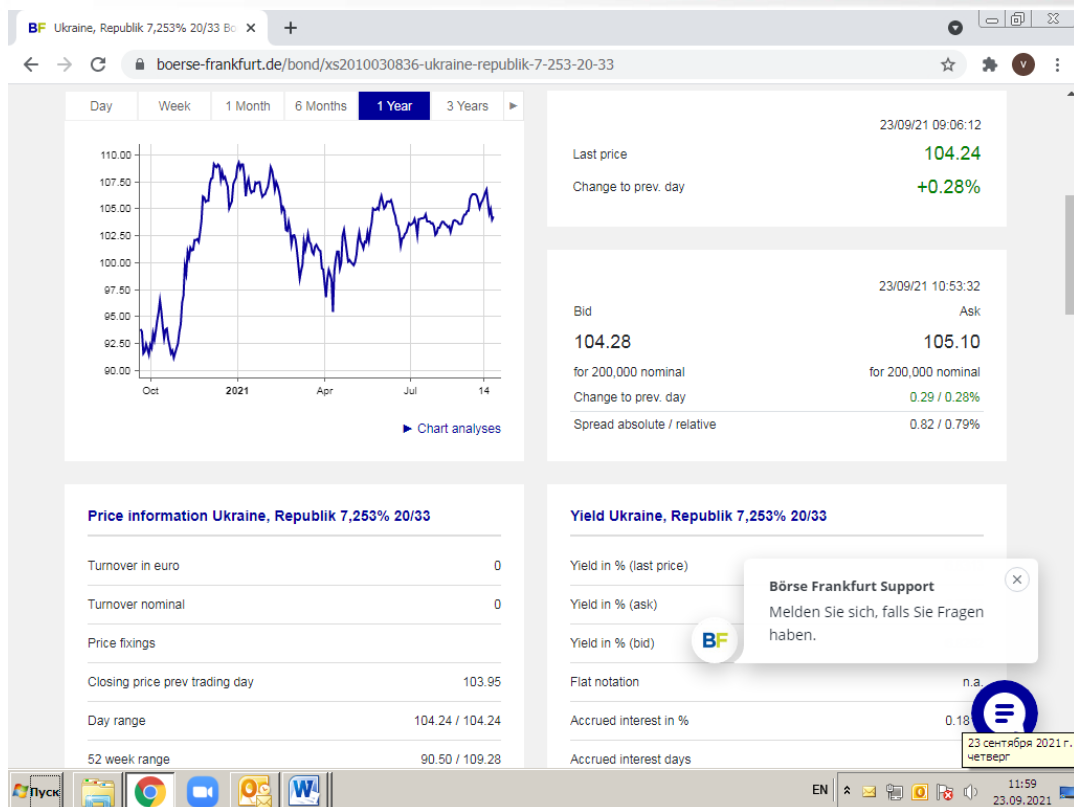 BF Ukraine, Republik 7,253% 20/33 Bo
boerse-frankfurt.de/bond/xs2010030836-ukraine-republik-7-253-20-33
V
Day Week 1 Month 6 Months 1 Year 3 Years
110.00
107.50
105.00
102.50
100.00
97.50
95.00
92.50
90.00
Oct 2021 Apr Jul 14
Chart analyses
23/09/21 09:06:12
Last price 104.24
Change to prev. day +0.28%
23/09/21 10:53:32
Bid Ask
104.28 105.10
for 200,000 nominal for 200,000 nominal
Change to prev. day 0.29 / 0.28%
Spread absolute / relative 0.82 / 0.79%
Price information Ukraine, Republik 7,253% 20/33
Turnover in euro 0
Turnover nominal 0
Price fixings
Closing price prev trading day 103.95
Day range 104.24 / 104.24
52 week range 90.50 / 109.28
Yield Ukraine, Republik 7,253% 20/33
Yield in % (last price)
Yield in % (ask)
Yield in % (bid)
Flat notation n.a.
Accrued interest in % 0.18
Accrued interest days
Börse Frankfurt Support
Melden Sie sich, falls Sie Fragen
haben.
BF
23 сентября 2021 г.
четверг
Пуск
EN
11:59
23.09.2021